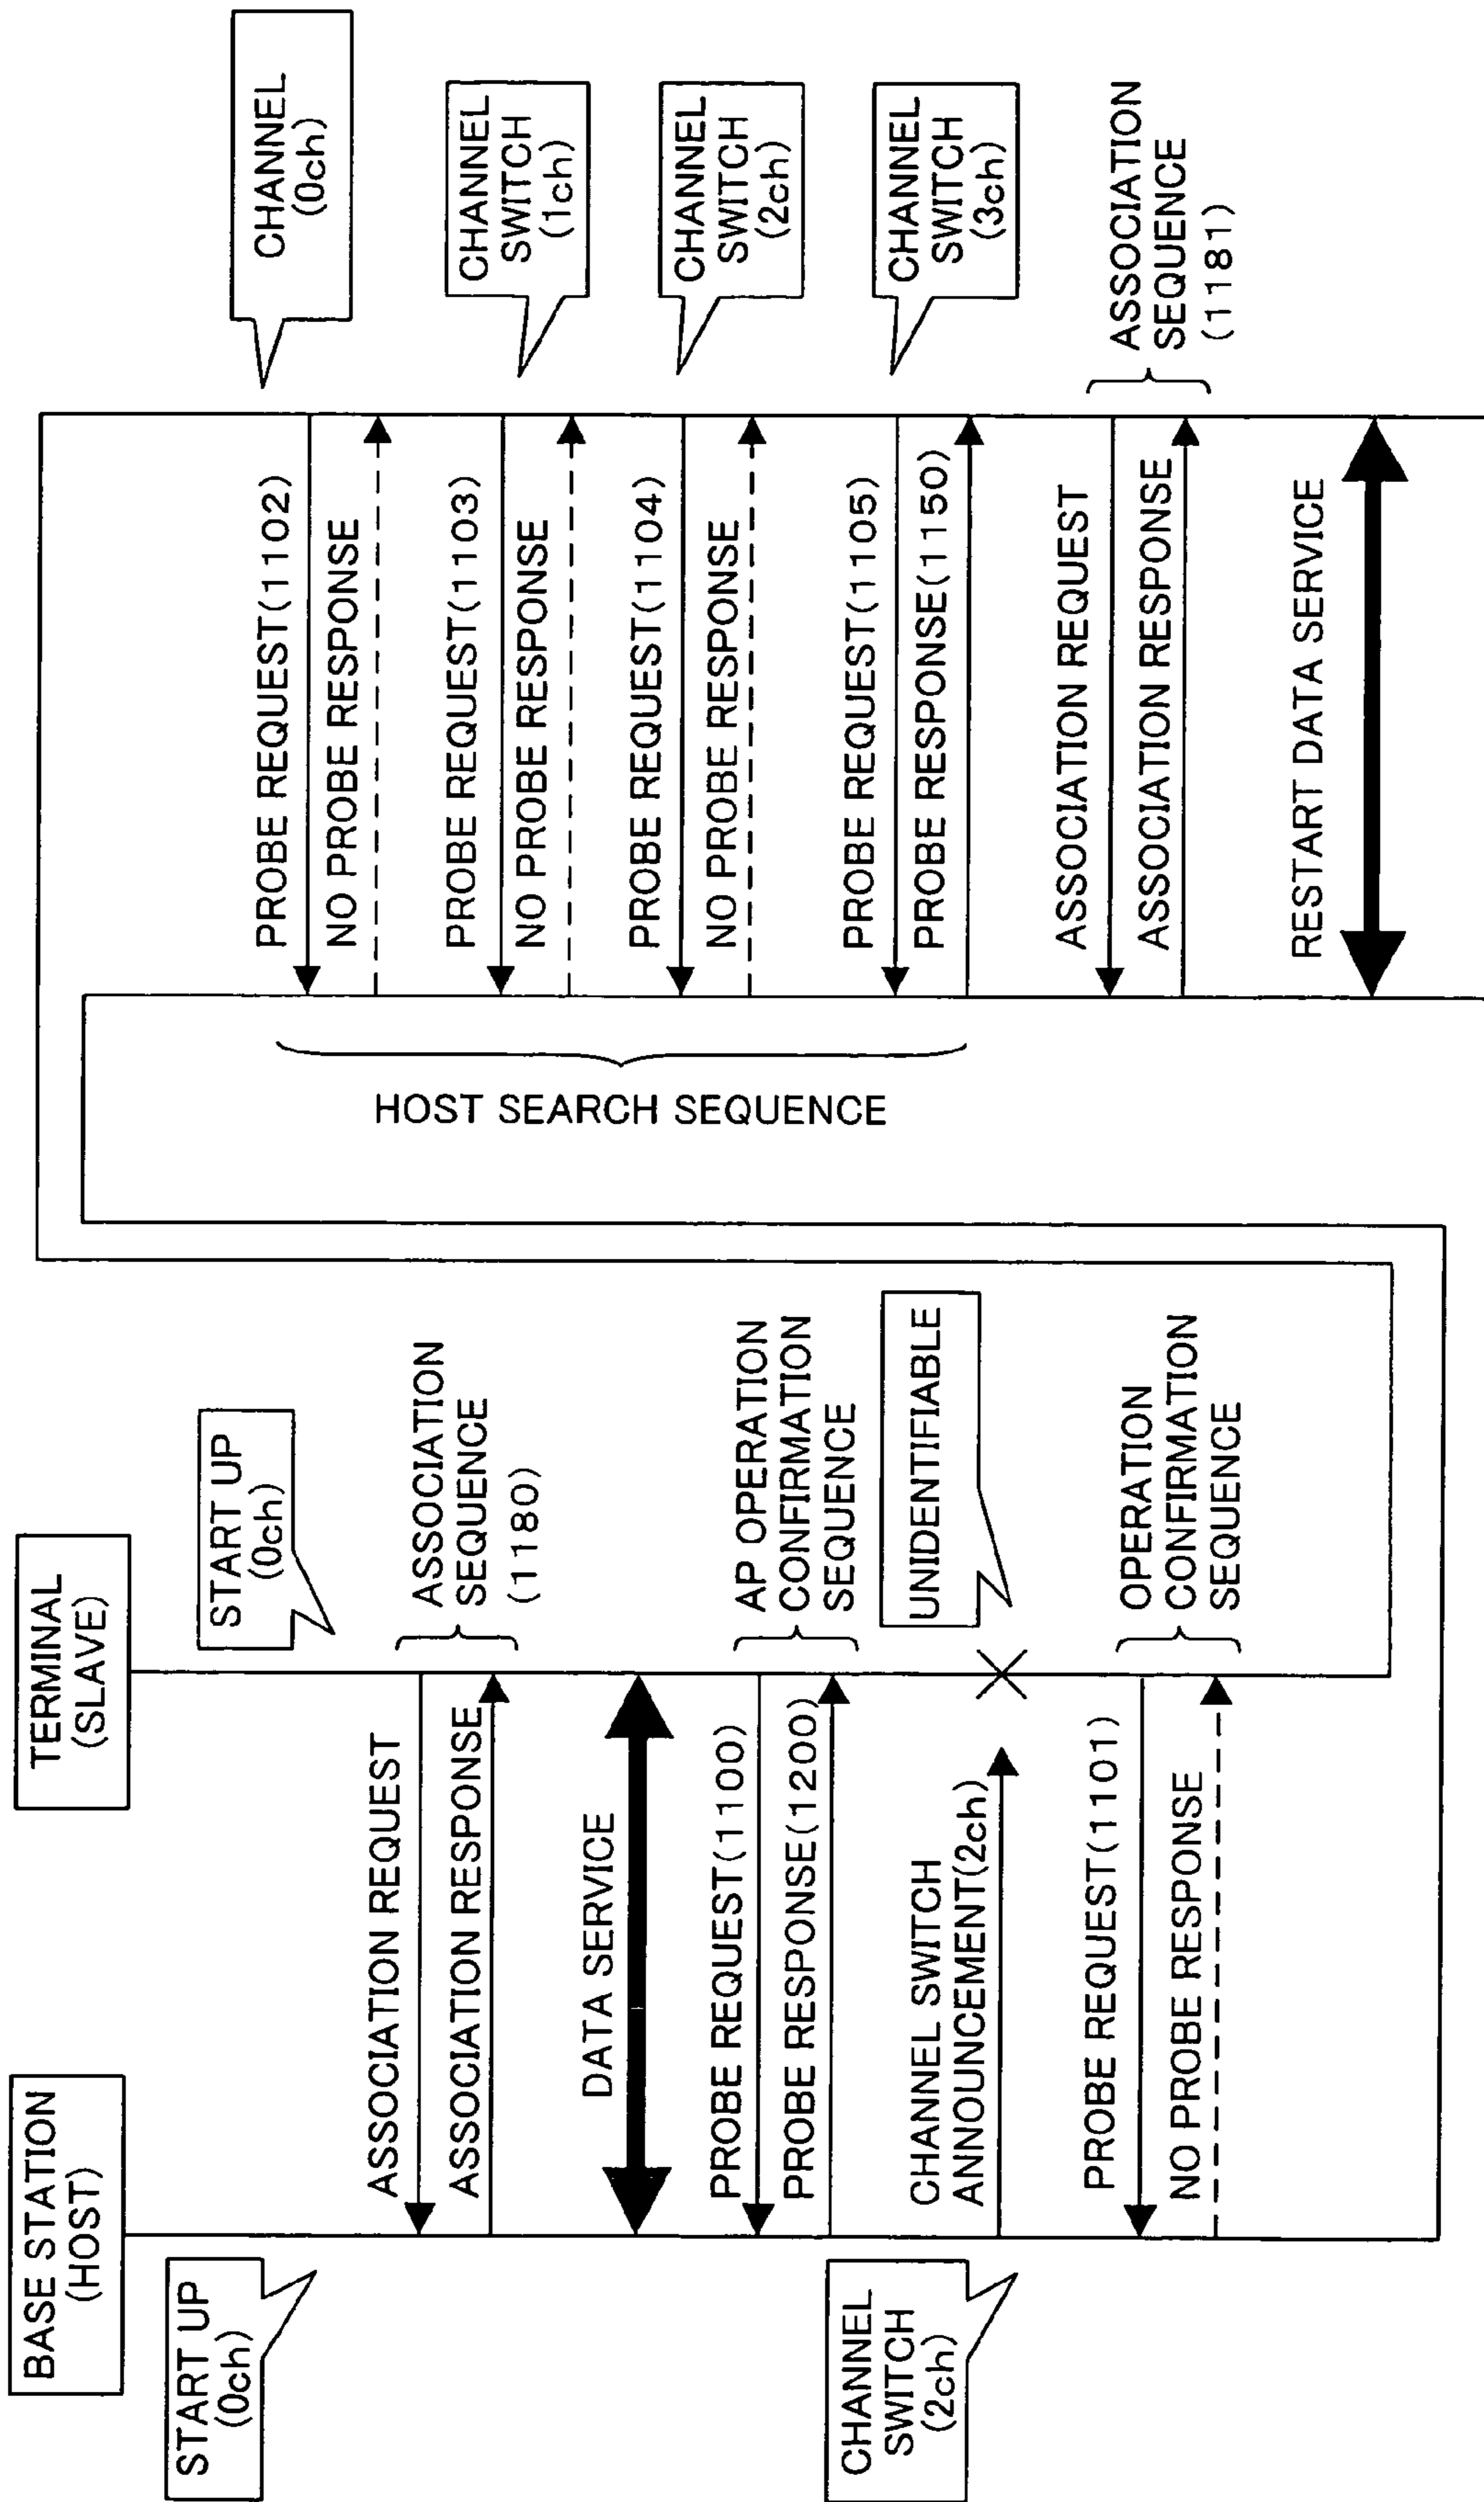 BASE STATION
(HOST)
TERMINAL
(SLAVE)
START UP
(0ch)
START UP
(0ch)
ASSOCIATION REQUEST
ASSOCIATION RESPONSE
ASSOCIATION
SEQUENCE
(1180)
DATA SERVICE
PROBE REQUEST(1100)
PROBE RESPONSE(1200)
AP OPERATION
CONFIRMATION
SEQUENCE
CHANNEL
SWITCH
(2ch)
CHANNEL SWITCH
ANNOUNCEMENT(2ch)
UNIDENTIFIABLE
PROBE REQUEST(1101)
NO PROBE RESPONSE
OPERATION
CONFIRMATION
SEQUENCE
HOST SEARCH SEQUENCE
CHANNEL
(0ch)
PROBE REQUEST(1102)
NO PROBE RESPONSE
CHANNEL
SWITCH
(1ch)
PROBE REQUEST(1103)
NO PROBE RESPONSE
CHANNEL
SWITCH
(2ch)
PROBE REQUEST(1104)
NO PROBE RESPONSE
CHANNEL
SWITCH
(3ch)
PROBE REQUEST(1105)
PROBE RESPONSE(1150)
ASSOCIATION REQUEST
ASSOCIATION RESPONSE
ASSOCIATION
SEQUENCE
(1181)
RESTART DATA SERVICE